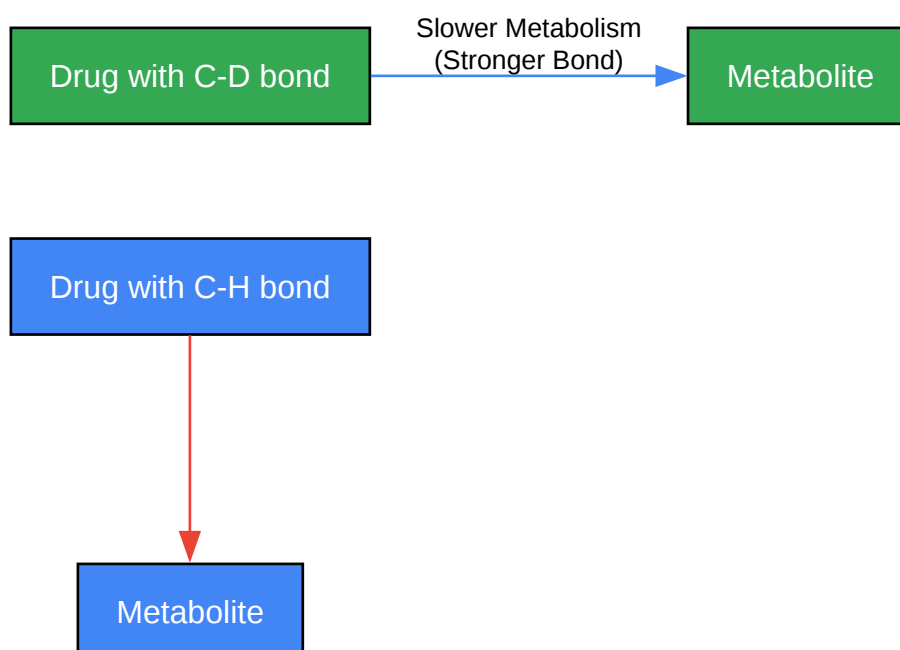 Slower Metabolism
(Stronger Bond)
Drug with C-D bond
Metabolite
Drug with C-H bond
Metabolite